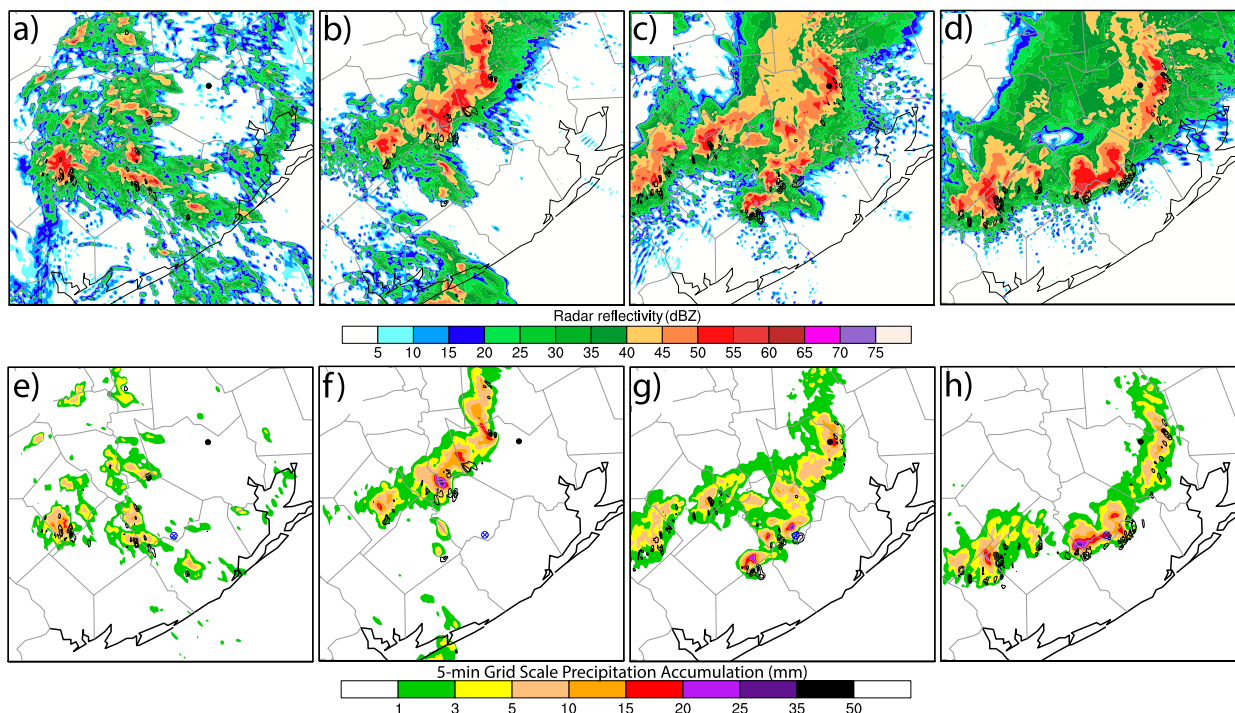 a) b) c) d)
Radar reflectivity (dBZ)
5 10 15 20 25 30 35 40 45 50 55 60 65 70 75
e) f) g) h)
5-min Grid Scale Precipitation Accumulation (mm)
1 3 5 10 15 20 25 35 50